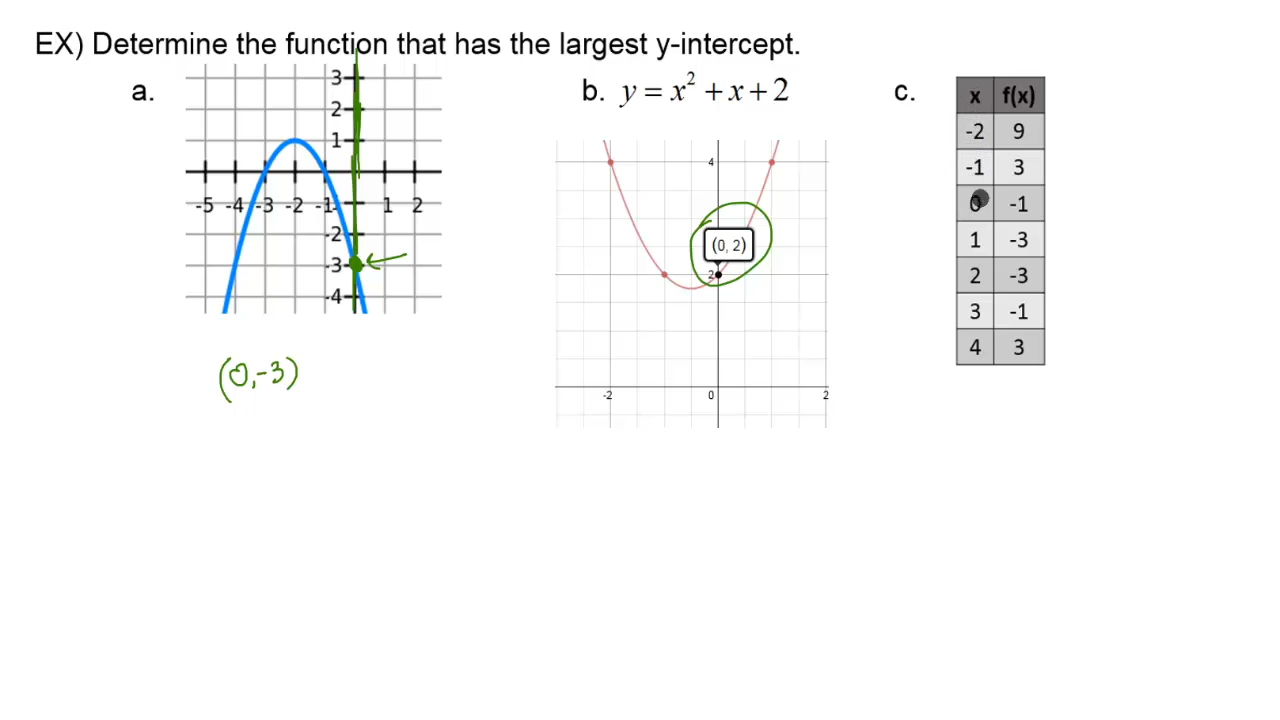 EX) Determine the function that has the largest y-intercept.
a.
3
2
1
-5 -4 -3 -2 -1 1 2
-2
-3
-4
(0,-3)
b. y = x² + x + 2
4
(0, 2)
2
-2 0 2
c.
x f(x)
-2 9
-1 3
0 -1
1 -3
2 -3
3 -1
4 3